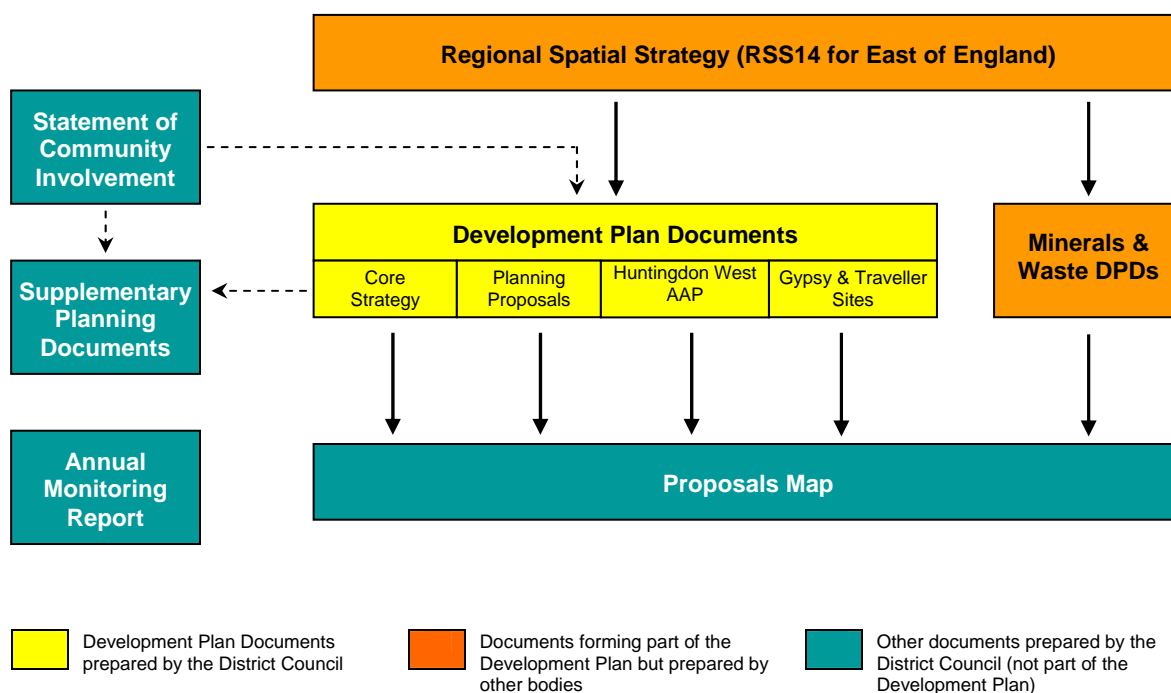 Regional Spatial Strategy (RSS14 for East of England)
Statement of
Community
Involvement
Development Plan Documents
Core
Strategy
Planning
Proposals
Huntingdon West
AAP
Gypsy & Traveller
Sites
Minerals &
Waste DPDs
Supplementary
Planning
Documents
Annual
Monitoring
Report
Proposals Map
Development Plan Documents
prepared by the District Council
Documents forming part of the
Development Plan but prepared by
other bodies
Other documents prepared by the
District Council (not part of the
Development Plan)